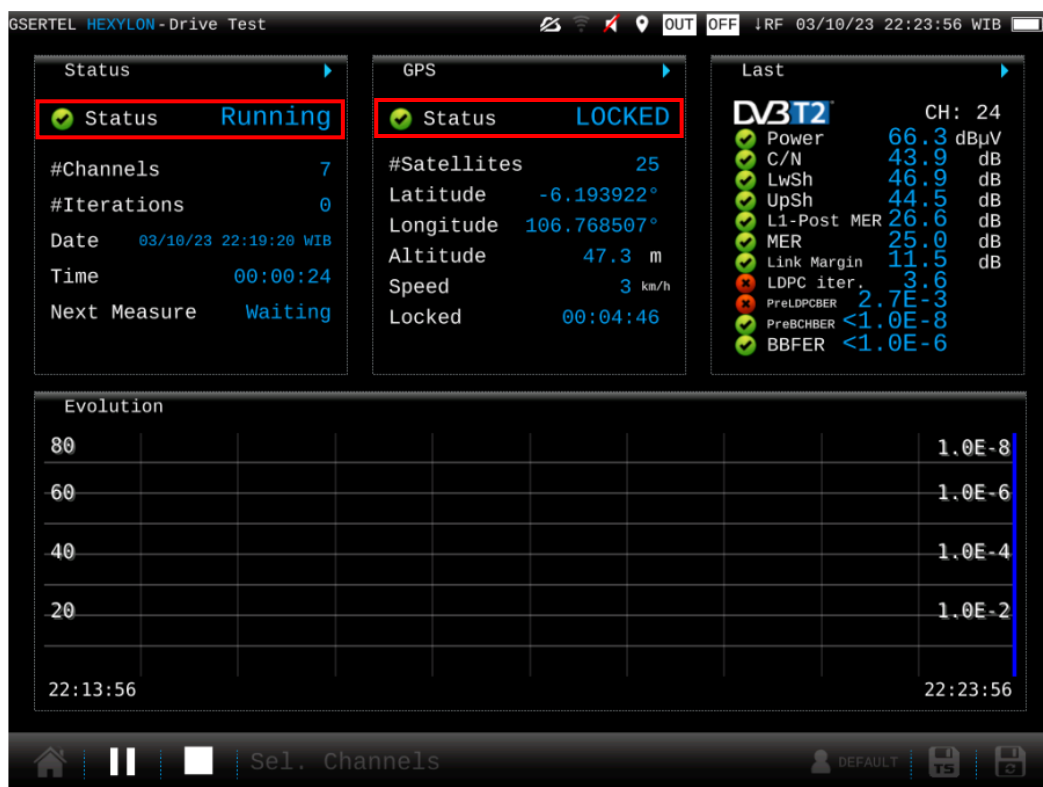 GSERTEL HEXYLON-Drive Test OUT OFF ↓RF 03/10/23 22:23:56 WIB
Status
Status Running
#Channels 7
#Iterations 0
Date 03/10/23 22:19:20 WIB
Time 00:00:24
Next Measure Waiting
GPS
Status LOCKED
#Satellites 25
Latitude -6.193922°
Longitude 106.768507°
Altitude 47.3 m
Speed 3 km/h
Locked 00:04:46
Last
DVB T2 CH: 24
Power 66.3 dBµV
C/N 43.9 dB
LwSh 46.9 dB
UpSh 44.5 dB
L1-Post MER 26.6 dB
MER 25.0 dB
Link Margin 11.5 dB
LDPC iter. 3.6
PreLDPCBER 2.7E-3
PreBCHBER <1.0E-8
BBFER <1.0E-6
Evolution
80 1.0E-8
60 1.0E-6
40 1.0E-4
20 1.0E-2
22:13:56 22:23:56
Sel. Channels DEFAULT TS